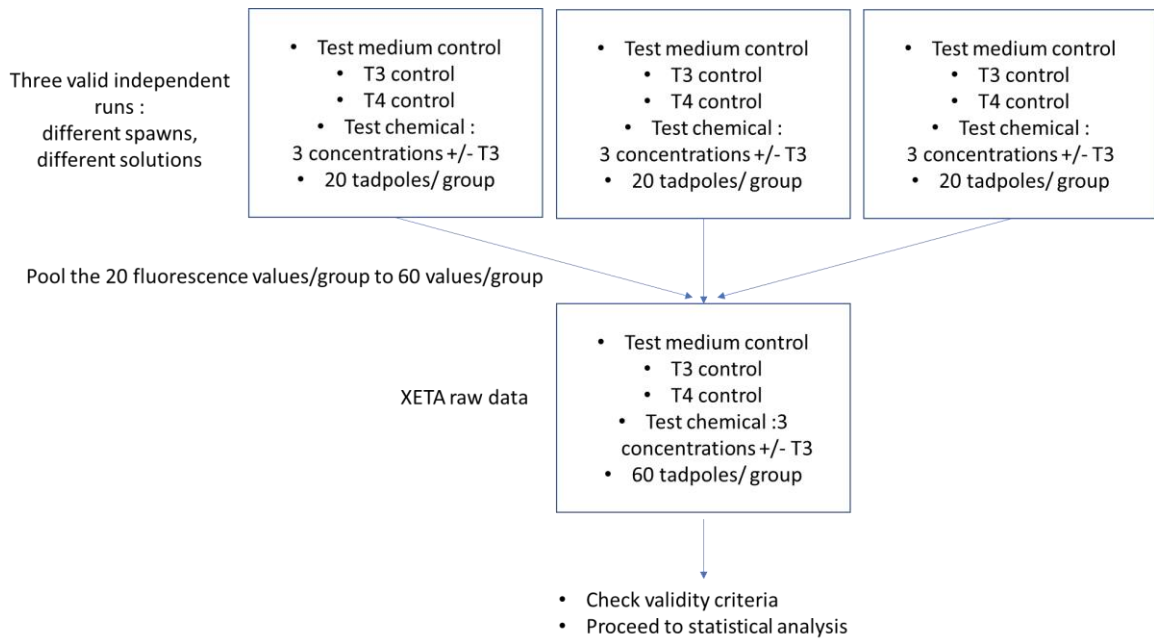 Three valid independent
runs :
different spawns,
different solutions
• Test medium control
• T3 control
• T4 control
• Test chemical :
3 concentrations +/- T3
• 20 tadpoles/ group
• Test medium control
• T3 control
• T4 control
• Test chemical :
3 concentrations +/- T3
• 20 tadpoles/ group
• Test medium control
• T3 control
• T4 control
• Test chemical :
3 concentrations +/- T3
• 20 tadpoles/ group
Pool the 20 fluorescence values/group to 60 values/group
XETA raw data
• Test medium control
• T3 control
• T4 control
• Test chemical :3
concentrations +/- T3
• 60 tadpoles/ group
• Check validity criteria
• Proceed to statistical analysis